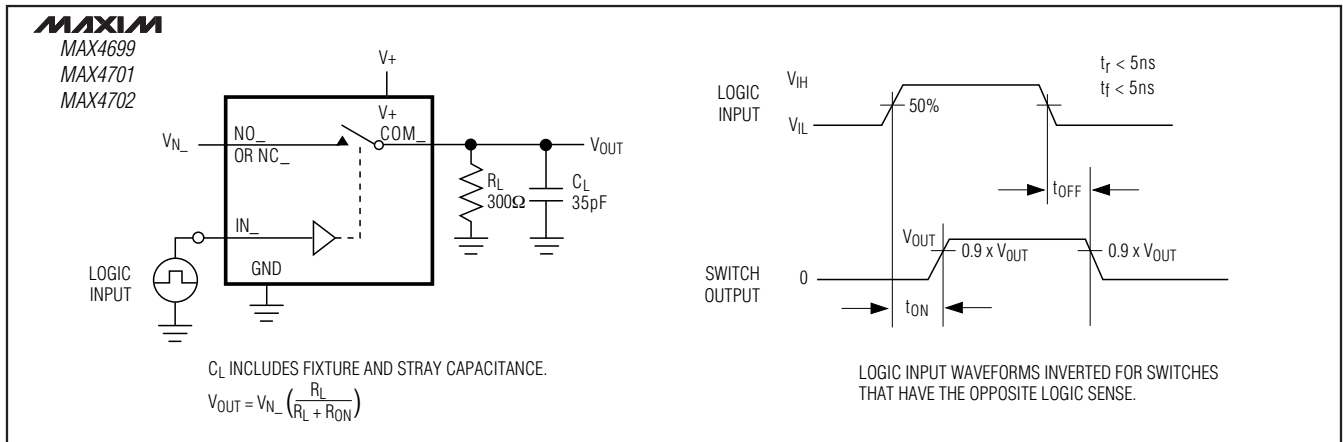 MAXIM
MAX4699
MAX4701
MAX4702
V+
V+
V_N_
NO_
OR NC_
COM_
V_OUT
R_L
300Ω
C_L
35pF
IN_
GND
LOGIC
INPUT
C_L INCLUDES FIXTURE AND STRAY CAPACITANCE.
V_OUT = V_N_ (R_L / R_L + R_ON)
LOGIC
INPUT
V_IH
V_IL
50%
t_r < 5ns
t_f < 5ns
t_OFF
SWITCH
OUTPUT
V_OUT
0
0.9 x V_OUT
0.9 x V_OUT
t_ON
LOGIC INPUT WAVEFORMS INVERTED FOR SWITCHES
THAT HAVE THE OPPOSITE LOGIC SENSE.